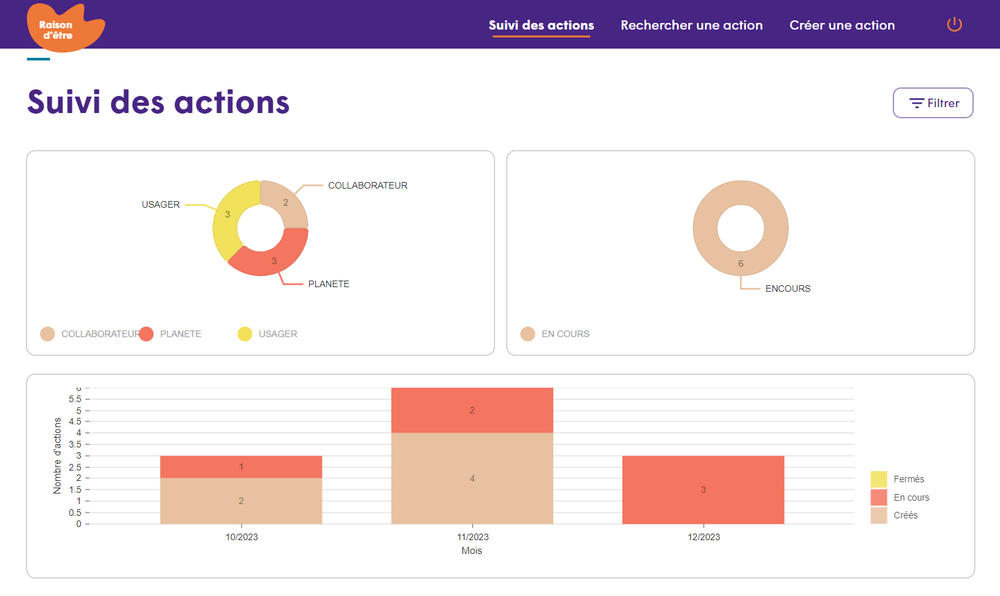 Raison
d'être
Suivi des actions
Rechercher une action
Créer une action
Suivi des actions
Filtrer
COLLABORATEUR
USAGER
2
3
3
PLANETE
COLLABORATEUR
PLANETE
USAGER
6
ENCOURS
EN COURS
Nombre d'actions
6
5.5
5
4.5
4
3.5
3
2.5
2
1.5
1
0.5
0
2
1
4
2
3
10/2023
11/2023
12/2023
Mois
Fermés
En cours
Créés